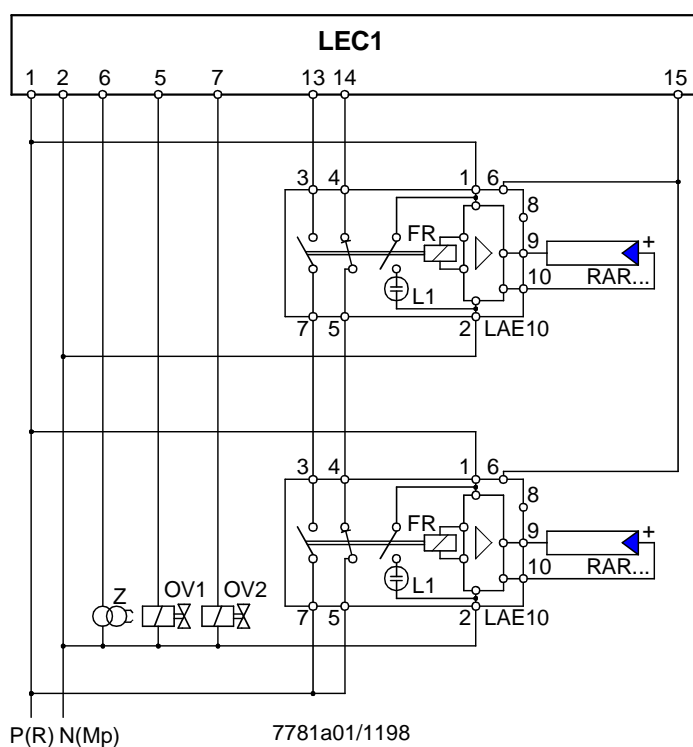 LEC1
1 2 6 5 7 13 14 15
3 4 1 6
8
FR 9 +
10 RAR...
L1
7 5 2 LAE10
3 4 1 6
8
FR 9 +
10 RAR...
L1
Z OV1 OV2
7 5 2 LAE10
P(R) N(Mp) 7781a01/1198